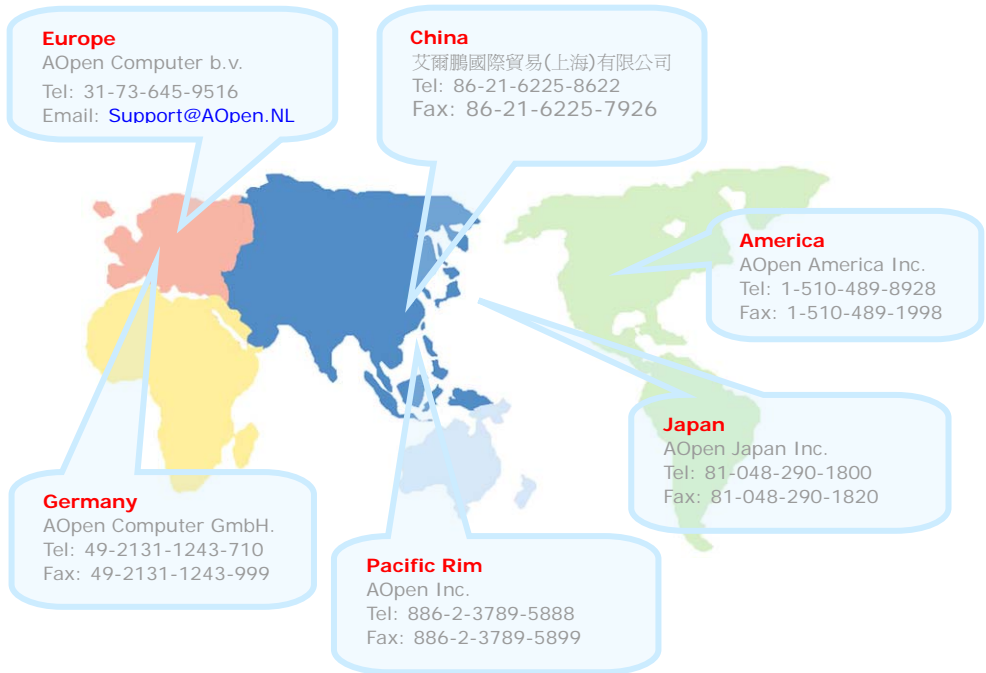 Europe
AOpen Computer b.v.
Tel: 31-73-645-9516
Email: Support@AOpen.NL
China
艾爾鵬國際貿易(上海)有限公司
Tel: 86-21-6225-8622
Fax: 86-21-6225-7926
America
AOpen America Inc.
Tel: 1-510-489-8928
Fax: 1-510-489-1998
Japan
AOpen Japan Inc.
Tel: 81-048-290-1800
Fax: 81-048-290-1820
Germany
AOpen Computer GmbH.
Tel: 49-2131-1243-710
Fax: 49-2131-1243-999
Pacific Rim
AOpen Inc.
Tel: 886-2-3789-5888
Fax: 886-2-3789-5899